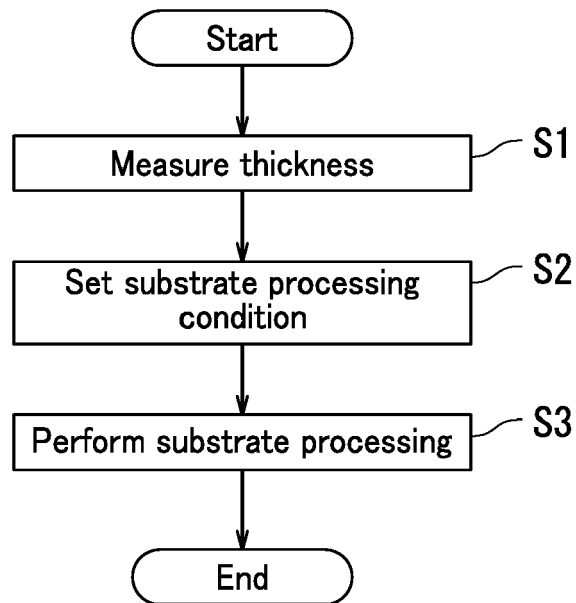 Start
Measure thickness
S1
Set substrate processing
condition
S2
Perform substrate processing
S3
End